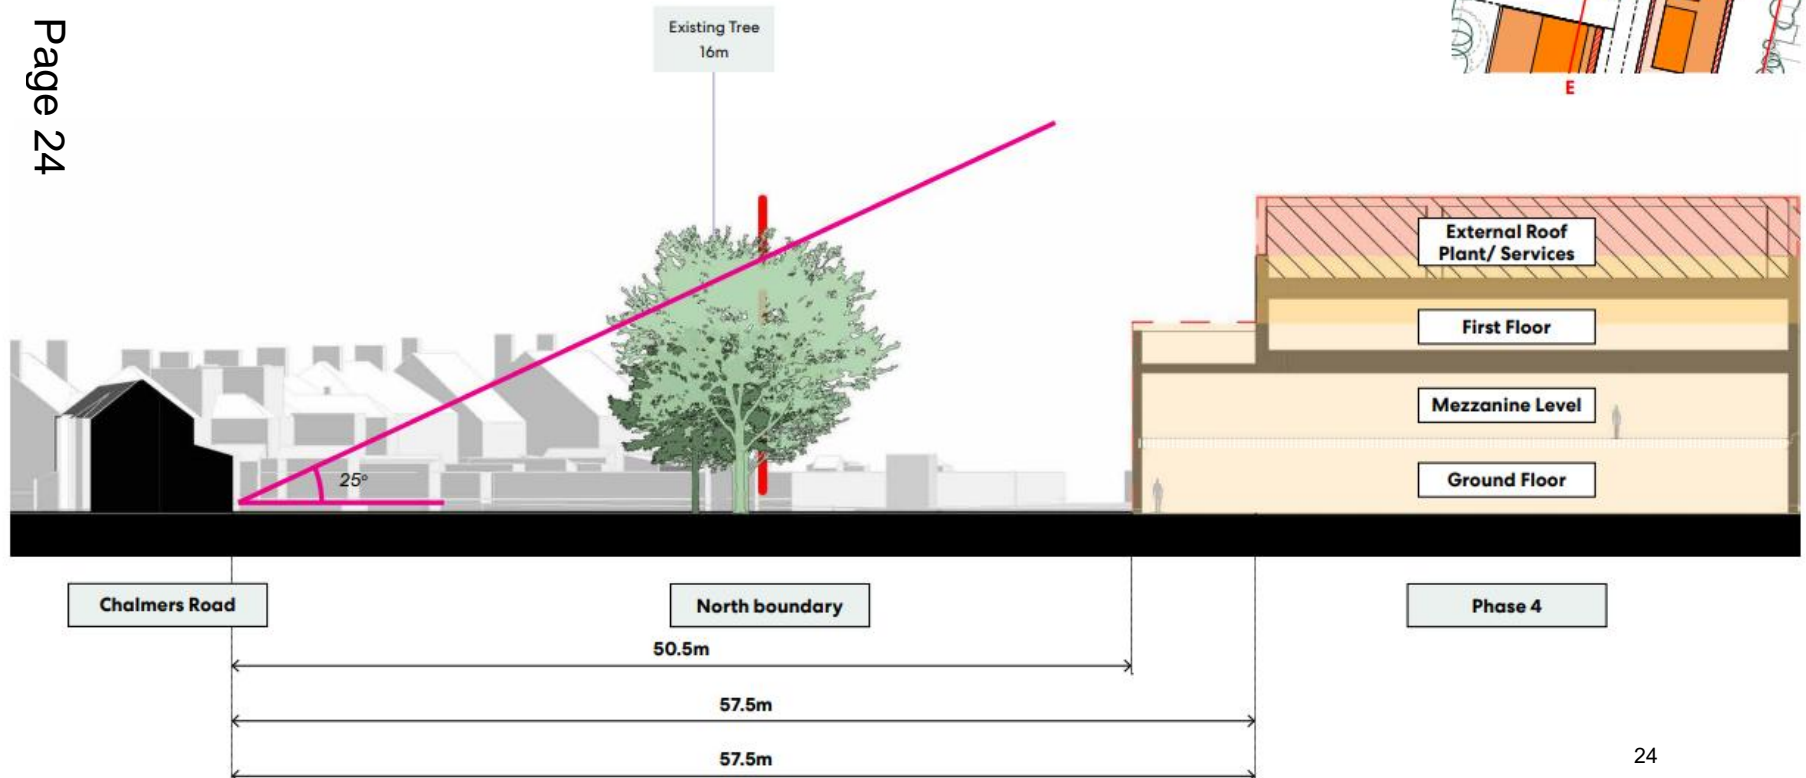 Page 24
Existing Tree
16m
E
External Roof
Plant/ Services
First Floor
Mezzanine Level
Ground Floor
25°
Chalmers Road
North boundary
Phase 4
50.5m
57.5m
57.5m
24